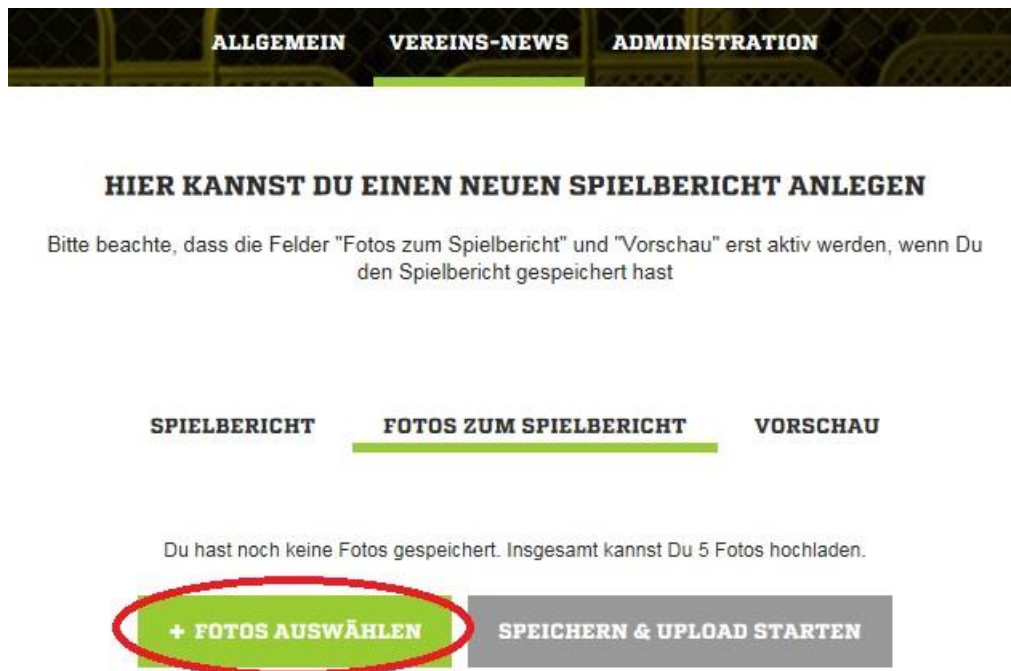 ALLGEMEIN VEREINS-NEWS ADMINISTRATION
HIER KANNST DU EINEN NEUEN SPIELBERICHT ANLEGEN
Bitte beachte, dass die Felder "Fotos zum Spielbericht" und "Vorschau" erst aktiv werden, wenn Du
den Spielbericht gespeichert hast
SPIELBERICHT FOTOS ZUM SPIELBERICHT VORSCHAU
Du hast noch keine Fotos gespeichert. Insgesamt kannst Du 5 Fotos hochladen.
+ FOTOS AUSWÄHLEN SPEICHERN & UPLOAD STARTEN